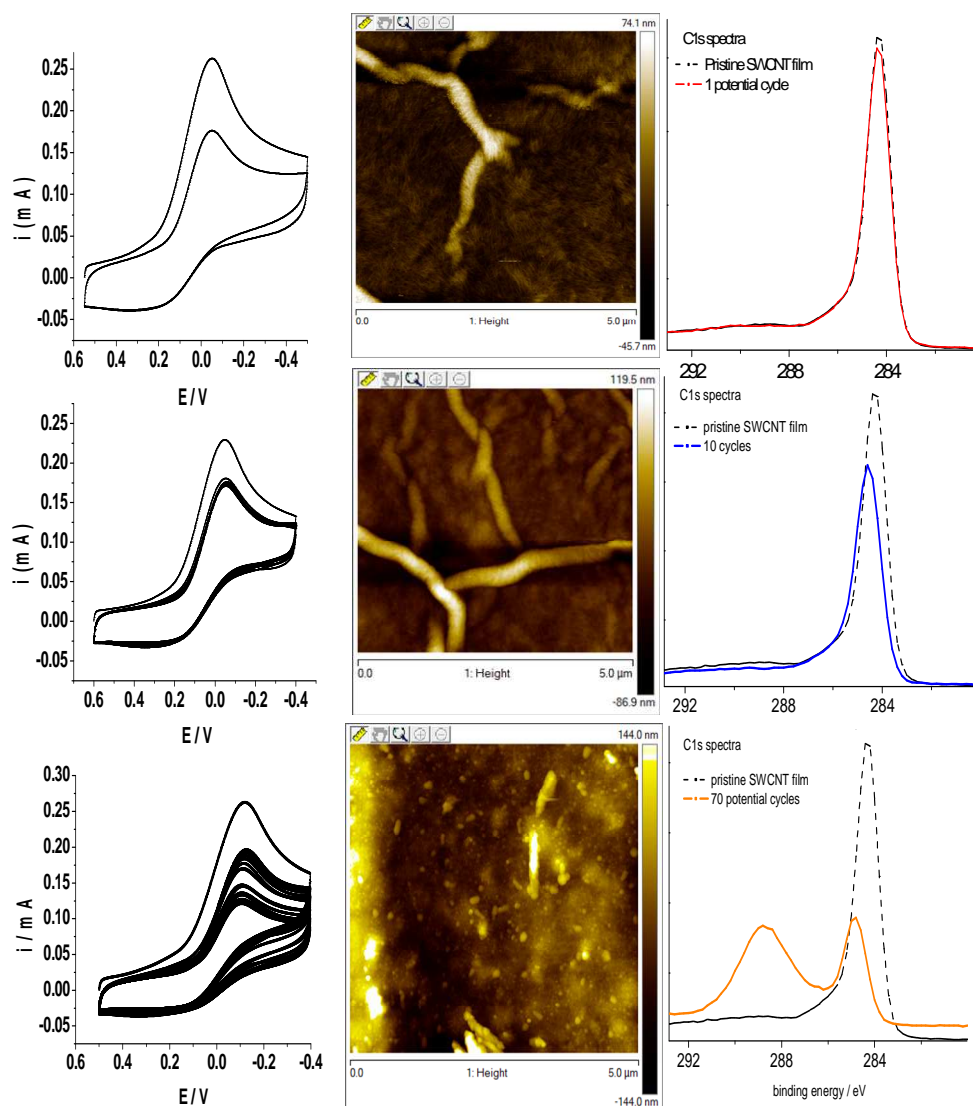 0.25
0.20
0.15
0.10
0.05
0.00
-0.05
i (mA)
0.6 0.4 0.2 0.0 -0.2 -0.4
E / V
74.1 nm
0.0 5.0 µm
1: Height
-45.7 nm
C1s spectra
Pristine SWCNT film
1 potential cycle
292 288 284
0.25
0.20
0.15
0.10
0.05
0.00
-0.05
i (mA)
0.6 0.4 0.2 0.0 -0.2 -0.4
E / V
119.5 nm
0.0 1: Height 5.0 µm
-86.9 nm
C1s spectra
pristine SWCNT film
10 cycles
292 288 284
0.30
0.25
0.20
0.15
0.10
0.05
0.00
-0.05
i / mA
0.6 0.4 0.2 0.0 -0.2 -0.4
E / V
144.0 nm
0.0 1: Height 5.0 µm
-144.0 nm
C1s spectra
pristine SWCNT film
70 potential cycles
292 288 284
binding energy / eV